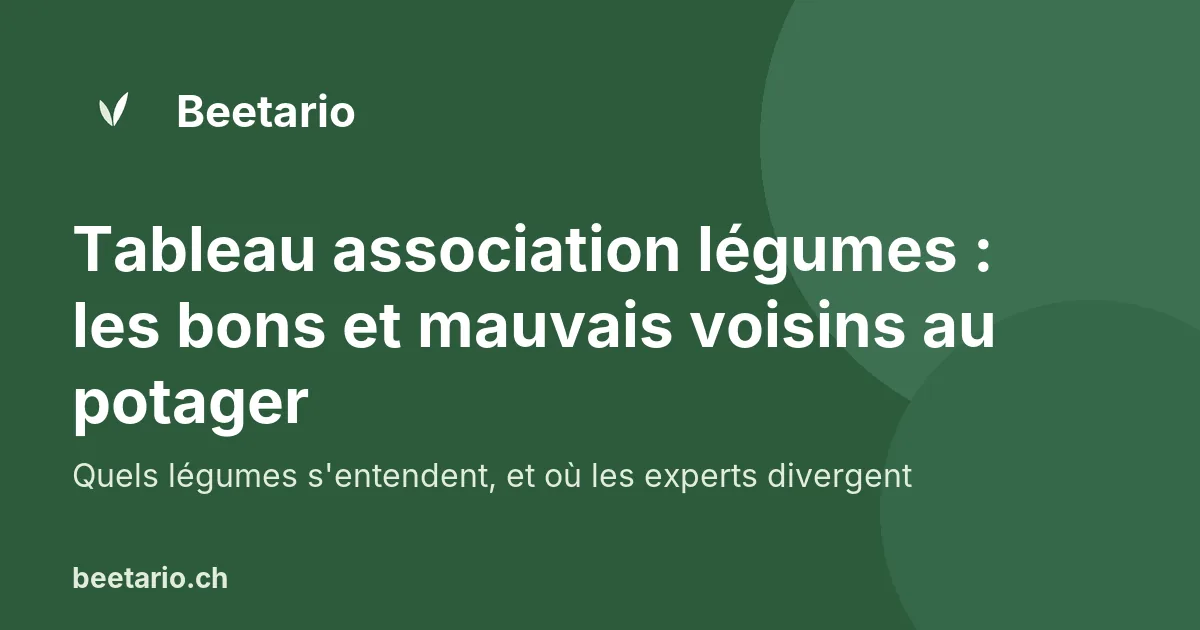 Beetario
Tableau association légumes :
les bons et mauvais voisins au
potager
Quels légumes s'entendent, et où les experts divergent
beetario.ch